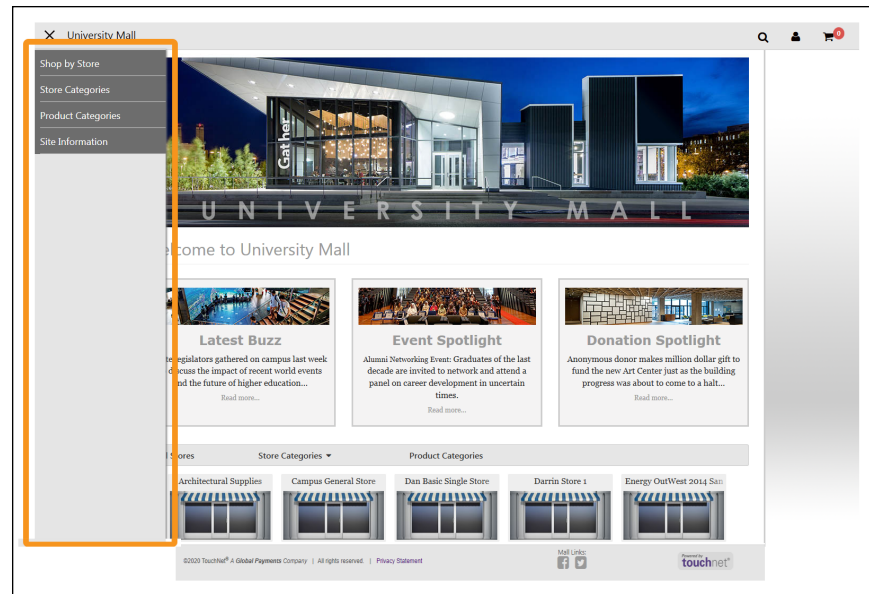 University Mall
0
Shop by Store
Store Categories
Product Categories
Site Information
Gather
UNIVERSITY MALL
elcome to University Mall
Latest Buzz
egislators gathered on campus last week
discuss the impact of recent world events
nd the future of higher education...
Read more...
Event Spotlight
Alumni Networking Event: Graduates of the last
decade are invited to network and attend a
panel on career development in uncertain
times.
Read more...
Donation Spotlight
Anonymous donor makes million dollar gift to
fund the new Art Center just as the building
progress was about to come to a halt...
Read more...
Stores
Store Categories
Product Categories
Architectural Supplies
Campus General Store
Dan Basic Single Store
Darrin Store 1
Energy OutWest 2014 San
©2020 TouchNet® A Global Payments Company | All rights reserved. | Privacy Statement
Mall Links:
Powered by
touchnet®